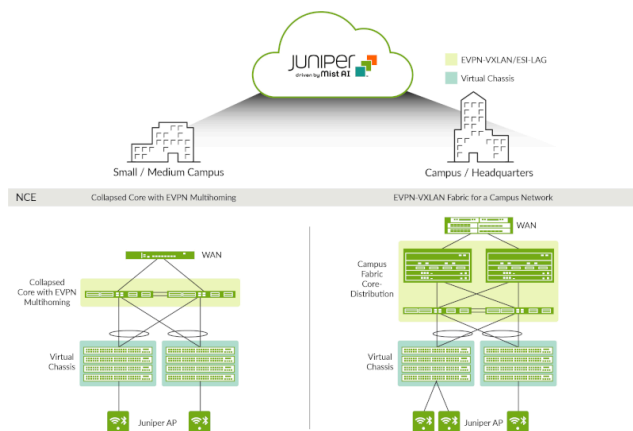 JUNIPER
driven by Mist AI
EVPN-VXLAN/ESI-LAG
Virtual Chassis
Small / Medium Campus
Campus / Headquarters
NCE
Collapsed Core with EVPN Multihoming
EVPN-VXLAN Fabric for a Campus Network
WAN
Collapsed
Core with EVPN
Multihoming
Virtual
Chassis
Juniper AP
WAN
Campus
Fabric
Core-
Distribution
Virtual
Chassis
Juniper AP